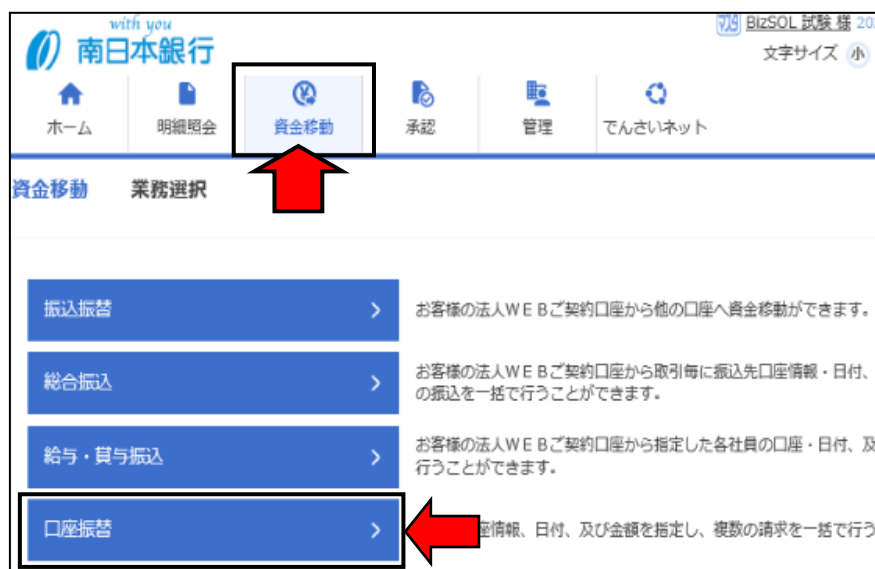 with you
南日本銀行
BizSOL 試験 様 20
文字サイズ 小
ホーム
明細照会
資金移動
承認
管理
でんさいネット
資金移動 業務選択
振込振替
お客様の法人WEBご契約口座から他の口座へ資金移動ができます。
総合振込
お客様の法人WEBご契約口座から取引毎に振込先口座情報・日付、
の振込を一括で行うことができます。
給与・賞与振込
お客様の法人WEBご契約口座から指定した各社員の口座・日付、及
行うことができます。
口座振替
座情報、日付、及び金額を指定し、複数の請求を一括で行う